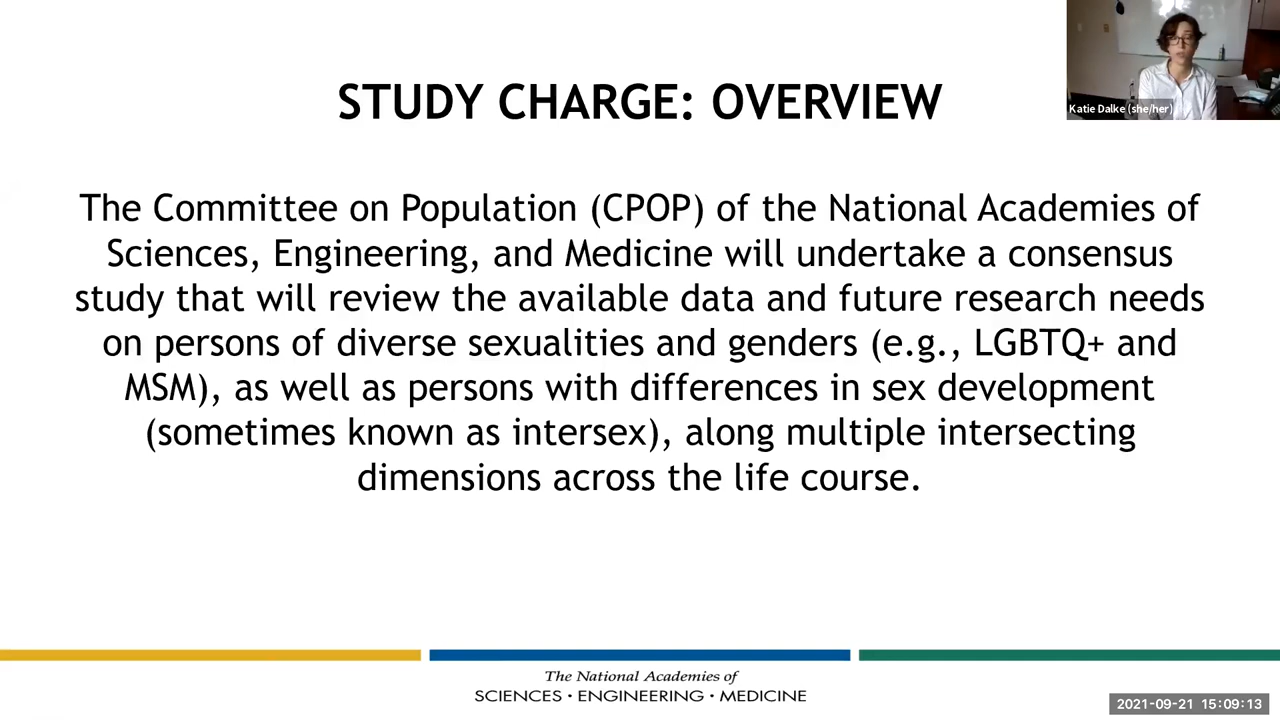 Katie Dalke (she/her)
STUDY CHARGE: OVERVIEW
The Committee on Population (CPOP) of the National Academies of
Sciences, Engineering, and Medicine will undertake a consensus
study that will review the available data and future research needs
on persons of diverse sexualities and genders (e.g., LGBTQ+ and
MSM), as well as persons with differences in sex development
(sometimes known as intersex), along multiple intersecting
dimensions across the life course.
The National Academies of
SCIENCES • ENGINEERING • MEDICINE
2021-09-21 15:09:13